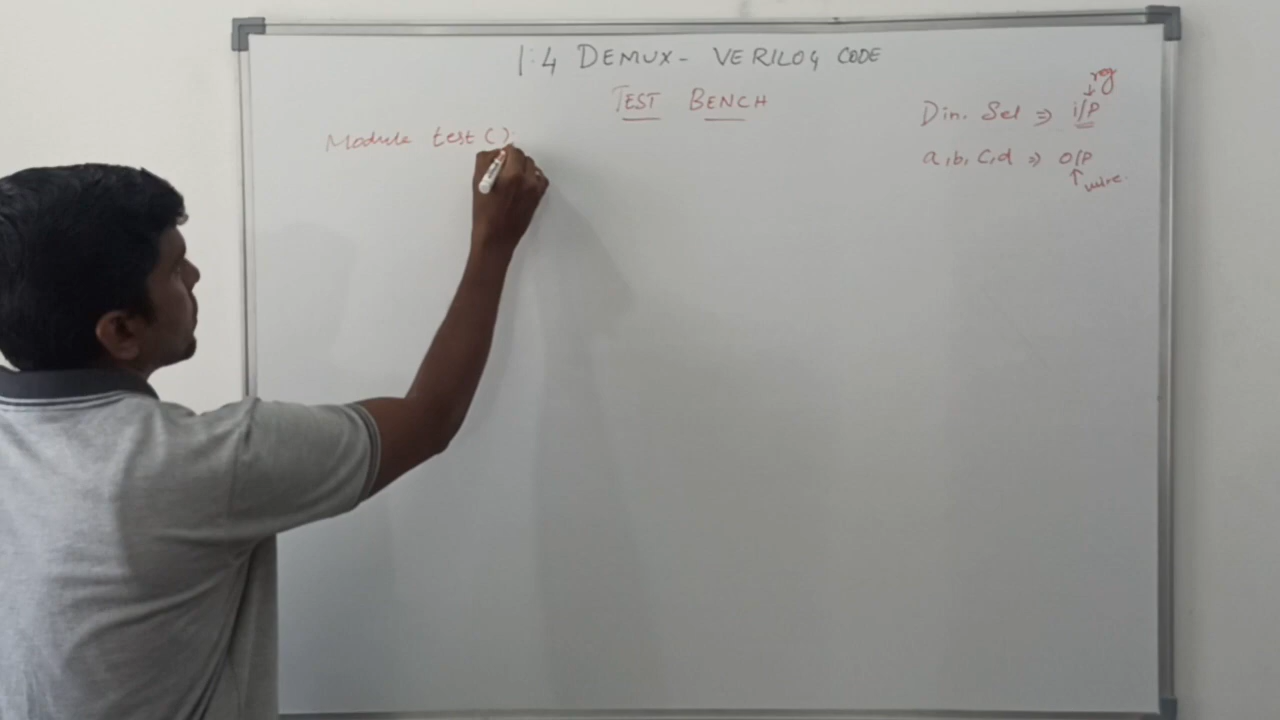 1:4 DEMUX - VERILOG CODE
TEST BENCH
Module test ();
reg
Din. Sel => i/P
a, b, c, d => O/P
wire.